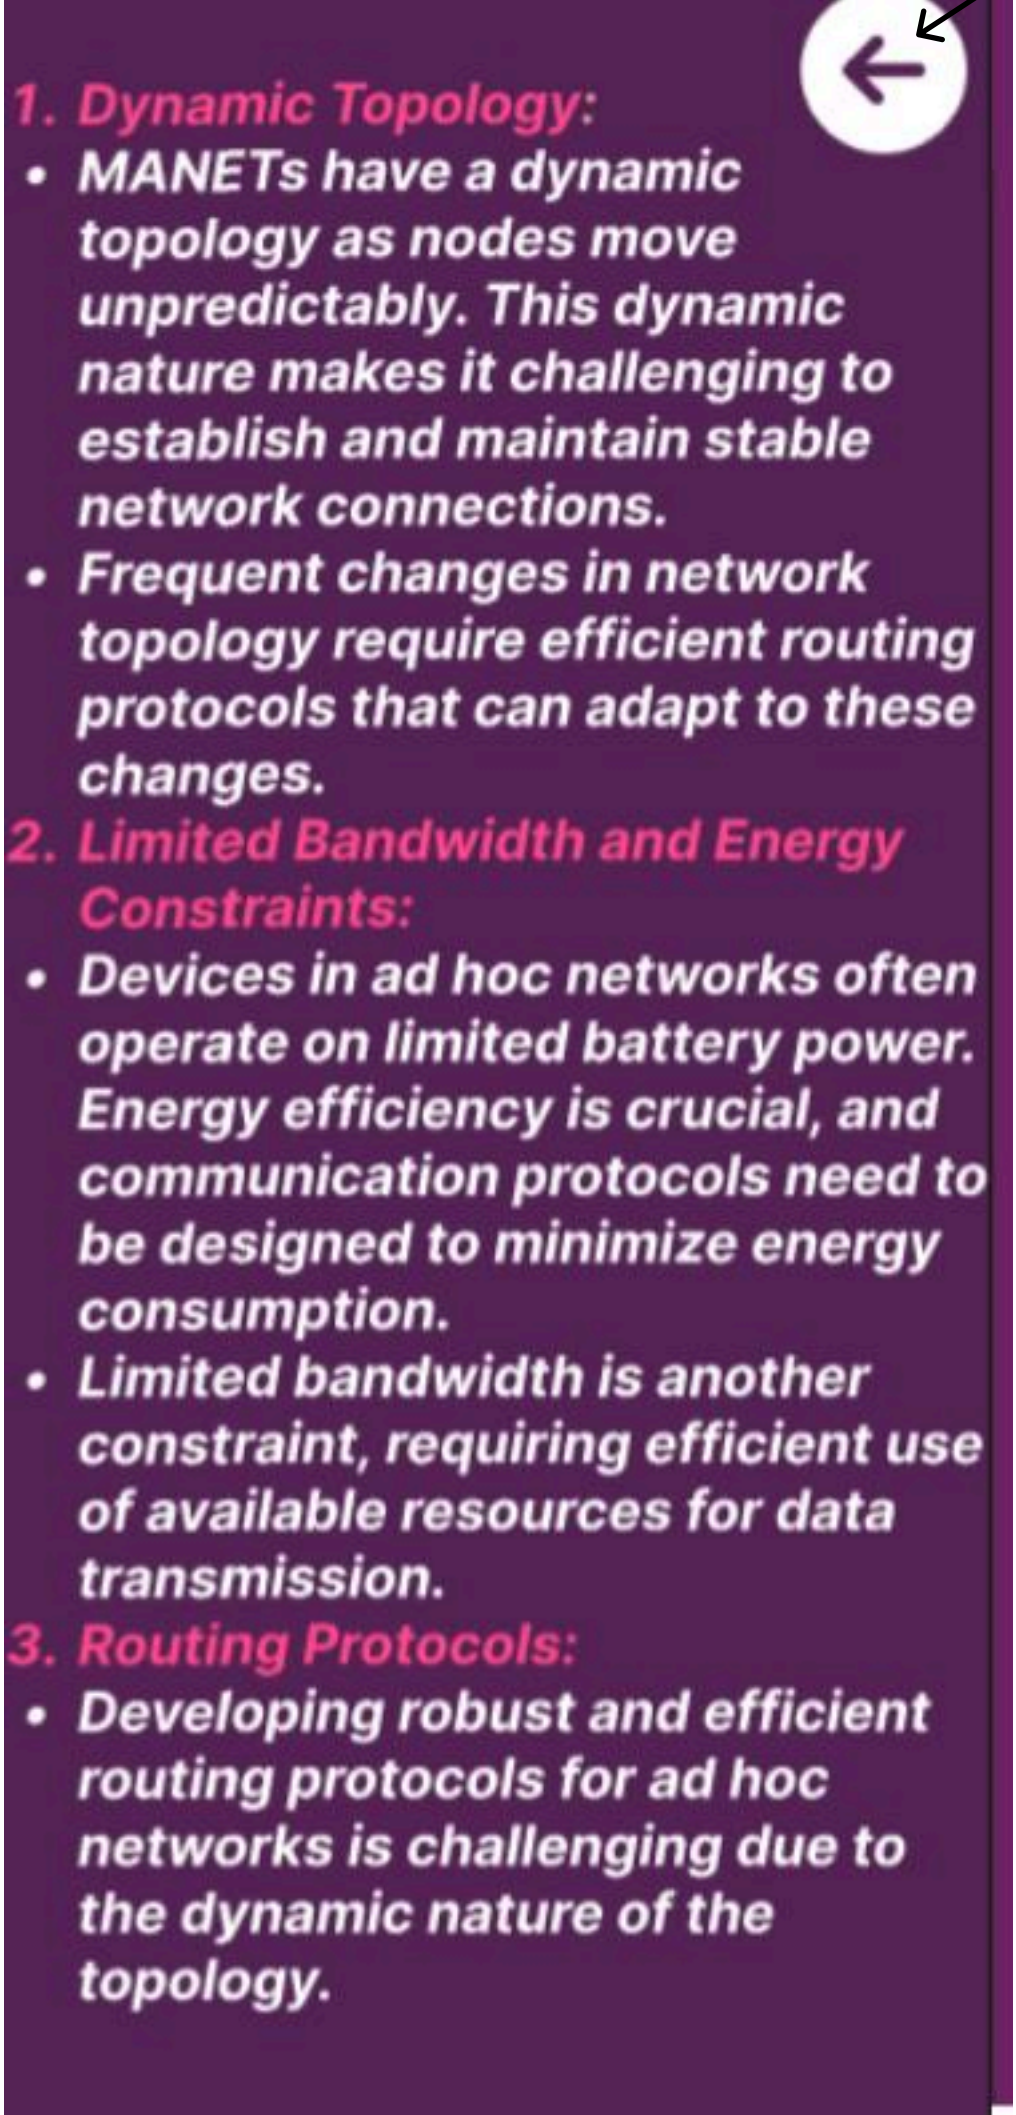 1. Dynamic Topology:
• MANETs have a dynamic
topology as nodes move
unpredictably. This dynamic
nature makes it challenging to
establish and maintain stable
network connections.
• Frequent changes in network
topology require efficient routing
protocols that can adapt to these
changes.
2. Limited Bandwidth and Energy
Constraints:
• Devices in ad hoc networks often
operate on limited battery power.
Energy efficiency is crucial, and
communication protocols need to
be designed to minimize energy
consumption.
• Limited bandwidth is another
constraint, requiring efficient use
of available resources for data
transmission.
3. Routing Protocols:
• Developing robust and efficient
routing protocols for ad hoc
networks is challenging due to
the dynamic nature of the
topology.